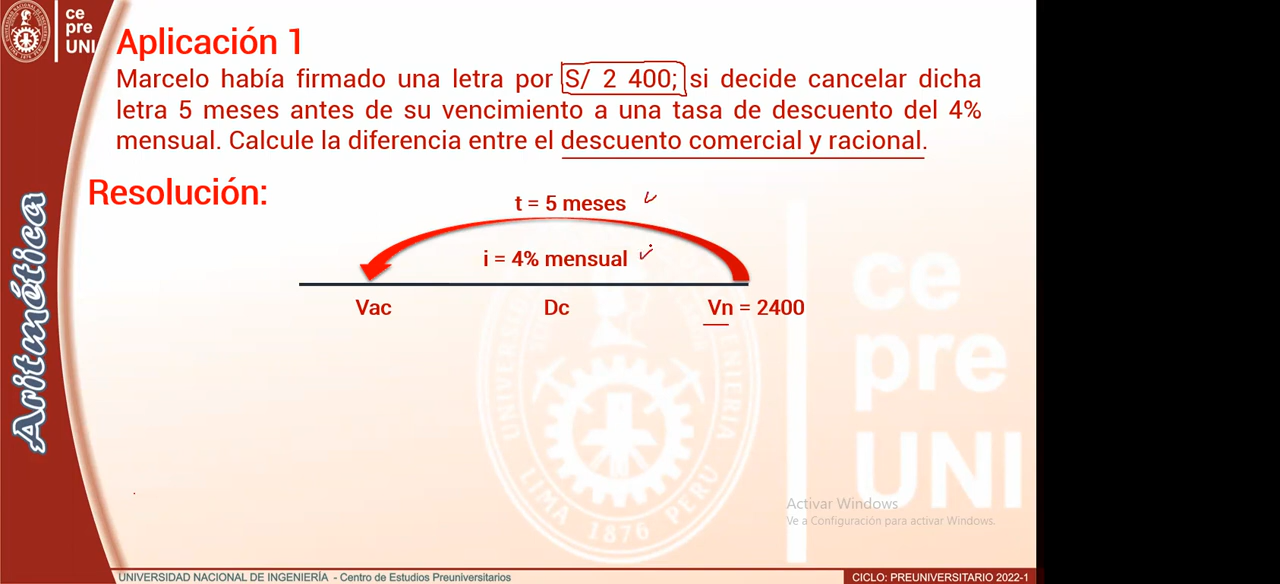 ce
pre
UNI
Aplicación 1
Marcelo había firmado una letra por S/ 2 400; si decide cancelar dicha
letra 5 meses antes de su vencimiento a una tasa de descuento del 4%
mensual. Calcule la diferencia entre el descuento comercial y racional.
Resolución:
t = 5 meses
i = 4% mensual
Vac Dc Vn = 2400
Aritmética
ce
pre
UNI
LIMA 1876 PERU
Activar Windows
Ve a Configuración para activar Windows.
UNIVERSIDAD NACIONAL DE INGENIERÍA - Centro de Estudios Preuniversitarios
CICLO: PREUNIVERSITARIO 2022-1